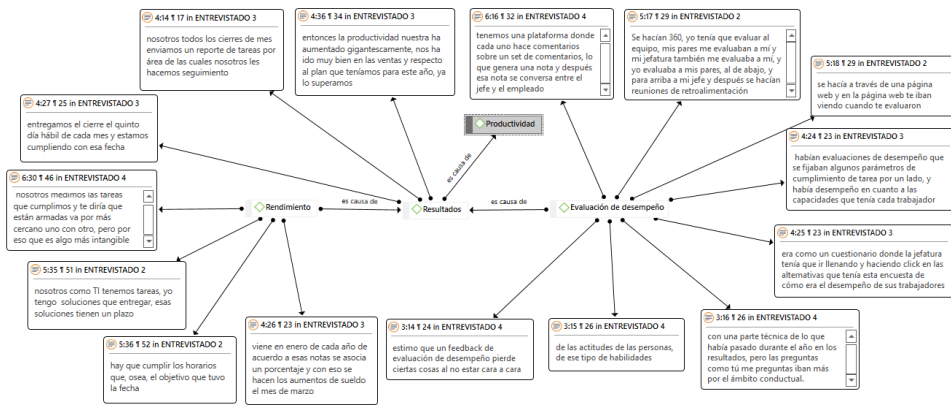 4:14 ¶ 17 in ENTREVISTADO 3
nosotros todos los cierres de mes
enviamos un reporte de tareas por
área de las cuales nosotros les
hacemos seguimiento
4:36 ¶ 34 in ENTREVISTADO 3
entonces la productividad nuestra ha
aumentado gigantescamente, nos ha
ido muy bien en las ventas y respecto
al plan que teníamos para este año, ya
lo superamos
6:16 ¶ 32 in ENTREVISTADO 4
tenemos una plataforma donde
cada uno hace comentarios
sobre un set de comentarios, lo
que genera una nota y después
esa nota se conversa entre el
jefe y el empleado
5:17 ¶ 29 in ENTREVISTADO 2
Se hacían 360, yo tenía que evaluar al
equipo, mis pares me evaluaban a mí y
mi jefatura también me evaluaba a mí, y
yo evaluaba a mis pares, al de abajo, y
para arriba a mi jefe y después se hacían
reuniones de retroalimentación
5:18 ¶ 29 in ENTREVISTADO 2
se hacía a través de una página
web y en la página web te iban
viendo cuando te evaluaron
4:27 ¶ 25 in ENTREVISTADO 3
entregamos el cierre el quinto
día hábil de cada mes y estamos
cumpliendo con esa fecha
Productividad
es causa de
4:24 ¶ 23 in ENTREVISTADO 3
habían evaluaciones de desempeño que
se fijaban algunos parámetros de
cumplimiento de tarea por un lado, y
había desempeño en cuanto a las
capacidades que tenía cada trabajador
6:30 ¶ 46 in ENTREVISTADO 4
nosotros medimos las tareas
que cumplimos y te diría que
están armadas va por más
cercano uno con otro, pero por
eso que es algo más intangible
Rendimiento
es causa de
Resultados
es causa de
Evaluación de desempeño
4:25 ¶ 23 in ENTREVISTADO 3
era como un cuestionario donde la jefatura
tenía que ir llenando y haciendo click en las
alternativas que tenía esta encuesta de
cómo era el desempeño de sus trabajadores
5:35 ¶ 51 in ENTREVISTADO 2
nosotros como TI tenemos tareas, yo
tengo soluciones que entregar, esas
soluciones tienen un plazo
5:36 ¶ 52 in ENTREVISTADO 2
hay que cumplir los horarios
que, osea, el objetivo que tuvo
la fecha
4:26 ¶ 23 in ENTREVISTADO 3
viene en enero de cada año de
acuerdo a esas notas se asocia
un porcentaje y con eso se
hacen los aumentos de sueldo
el mes de marzo
3:14 ¶ 24 in ENTREVISTADO 4
estimo que un feedback de
evaluación de desempeño pierde
ciertas cosas al no estar cara a cara
3:15 ¶ 26 in ENTREVISTADO 4
de las actitudes de las personas,
de ese tipo de habilidades
3:16 ¶ 26 in ENTREVISTADO 4
con una parte técnica de lo que
había pasado durante el año en los
resultados, pero las preguntas
como tú me preguntas iban más
por el ámbito conductual.